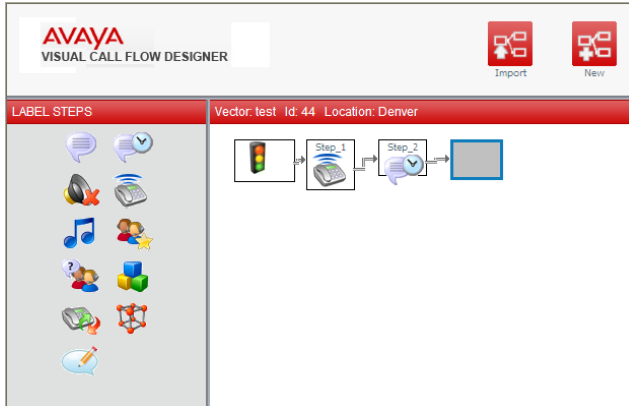 AVAYA
VISUAL CALL FLOW DESIGNER
Import
New
LABEL STEPS
Vector: test Id: 44 Location: Denver
Step_1
Step_2
?